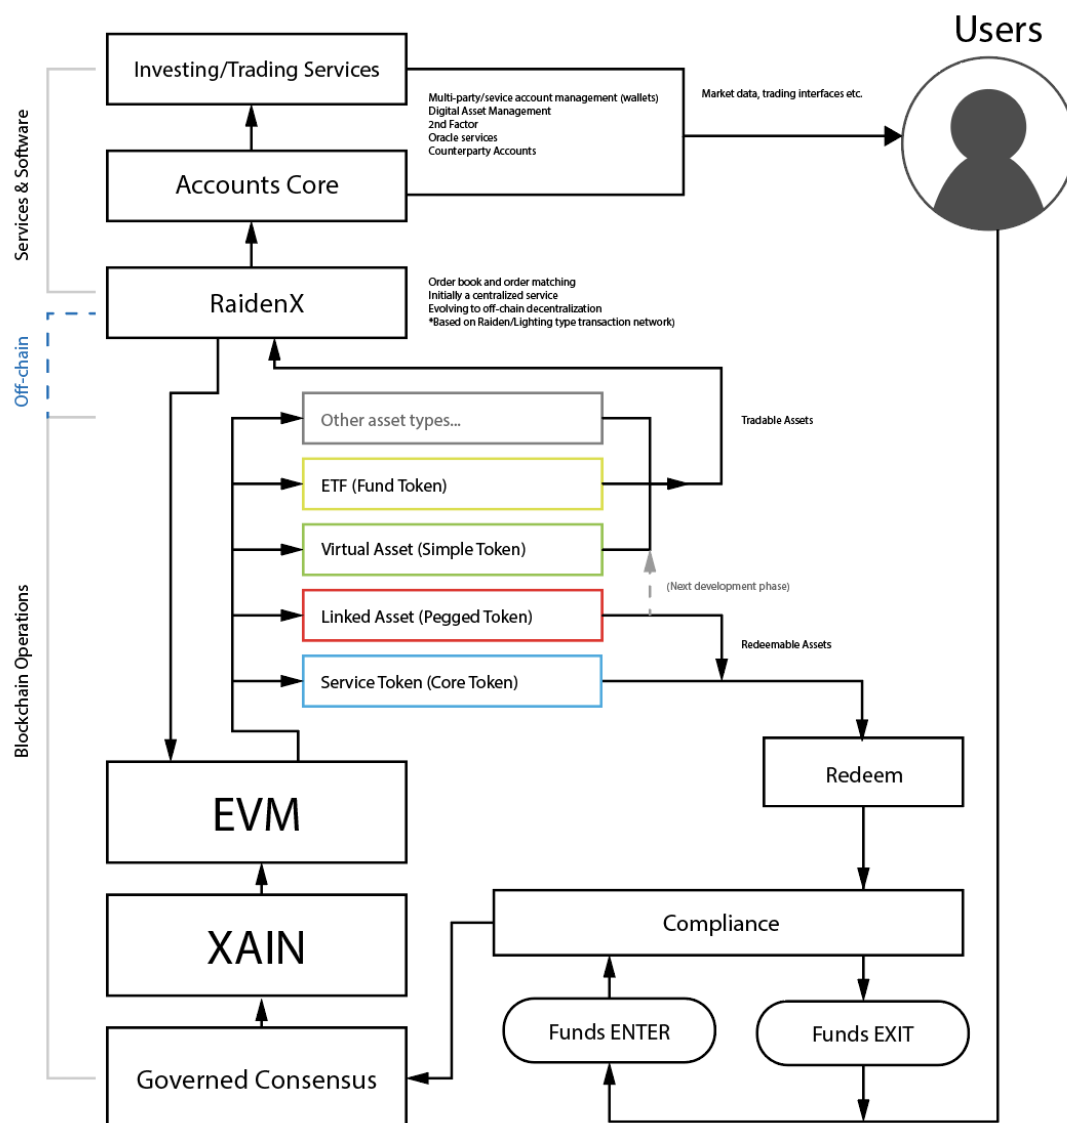 Users
Investing/Trading Services
Multi-party/sevice account management (wallets)
Digital Asset Management
2nd Factor
Oracle services
Counterparty Accounts
Market data, trading interfaces etc.
Services & Software
Accounts Core
RaidenX
Order book and order matching
Initially a centralized service
Evolving to off-chain decentralization
*Based on Raiden/Lighting type transaction network)
Off-chain
Other asset types...
Tradable Assets
ETF (Fund Token)
Virtual Asset (Simple Token)
(Next development phase)
Linked Asset (Pegged Token)
Redeemable Assets
Service Token (Core Token)
Blockchain Operations
Redeem
EVM
Compliance
XAIN
Funds ENTER
Funds EXIT
Governed Consensus